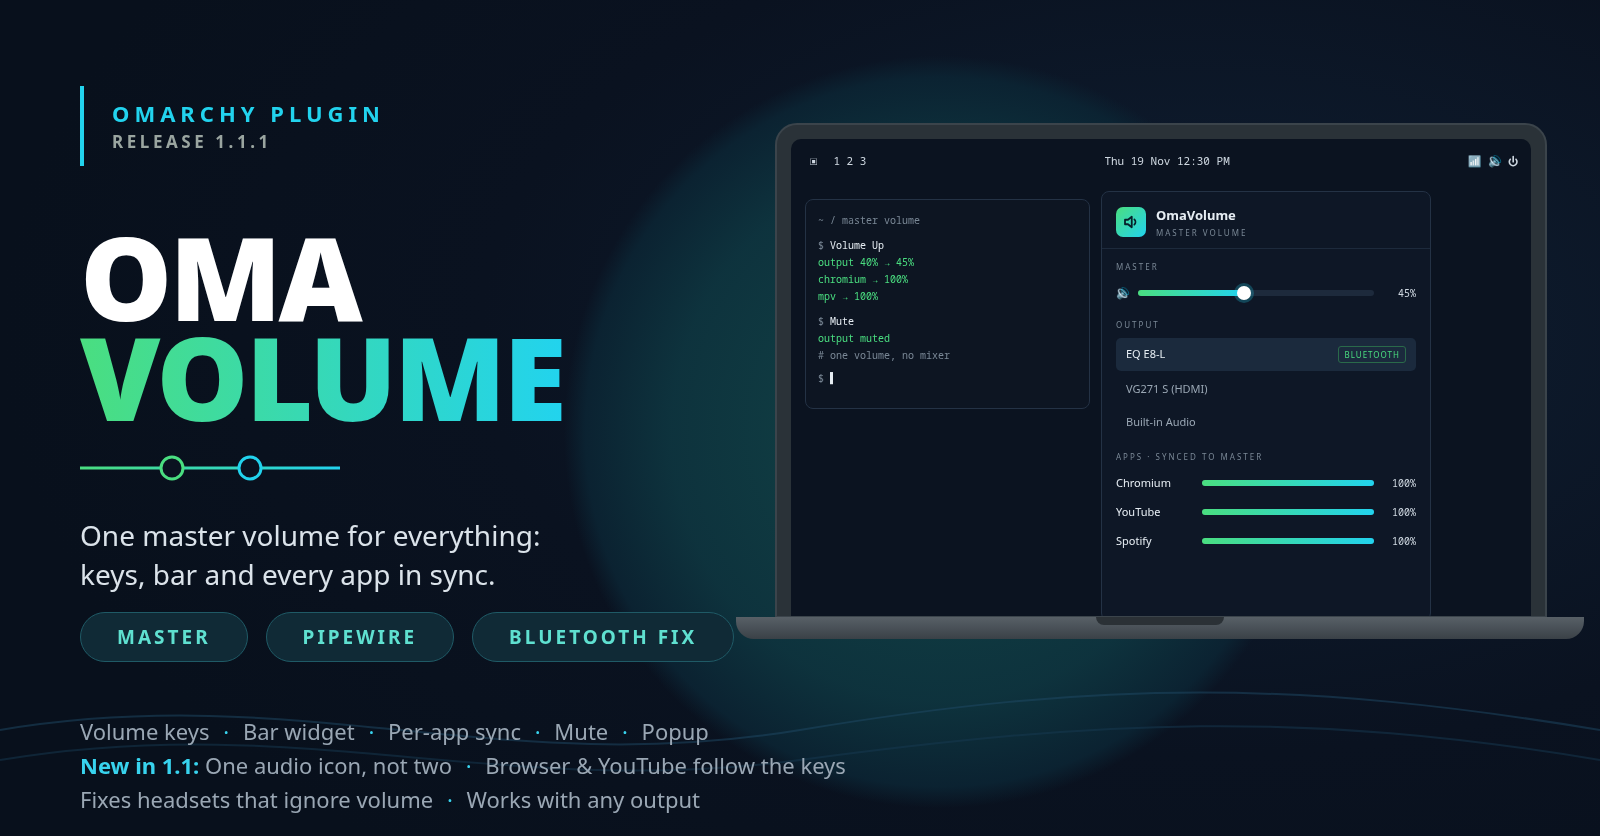 OMARCHY PLUGIN
RELEASE 1.1.1
OMA
VOLUME
One master volume for everything:
keys, bar and every app in sync.
MASTER
PIPEWIRE
BLUETOOTH FIX
Volume keys · Bar widget · Per-app sync · Mute · Popup
New in 1.1: One audio icon, not two · Browser & YouTube follow the keys
Fixes headsets that ignore volume · Works with any output
1 2 3
Thu 19 Nov 12:30 PM
~ / master volume
$ Volume Up
output 40% → 45%
chromium → 100%
mpv → 100%
$ Mute
output muted
# one volume, no mixer
$
OmaVolume
MASTER VOLUME
MASTER
45%
OUTPUT
EQ E8-L BLUETOOTH
VG271 S (HDMI)
Built-in Audio
APPS · SYNCED TO MASTER
Chromium 100%
YouTube 100%
Spotify 100%